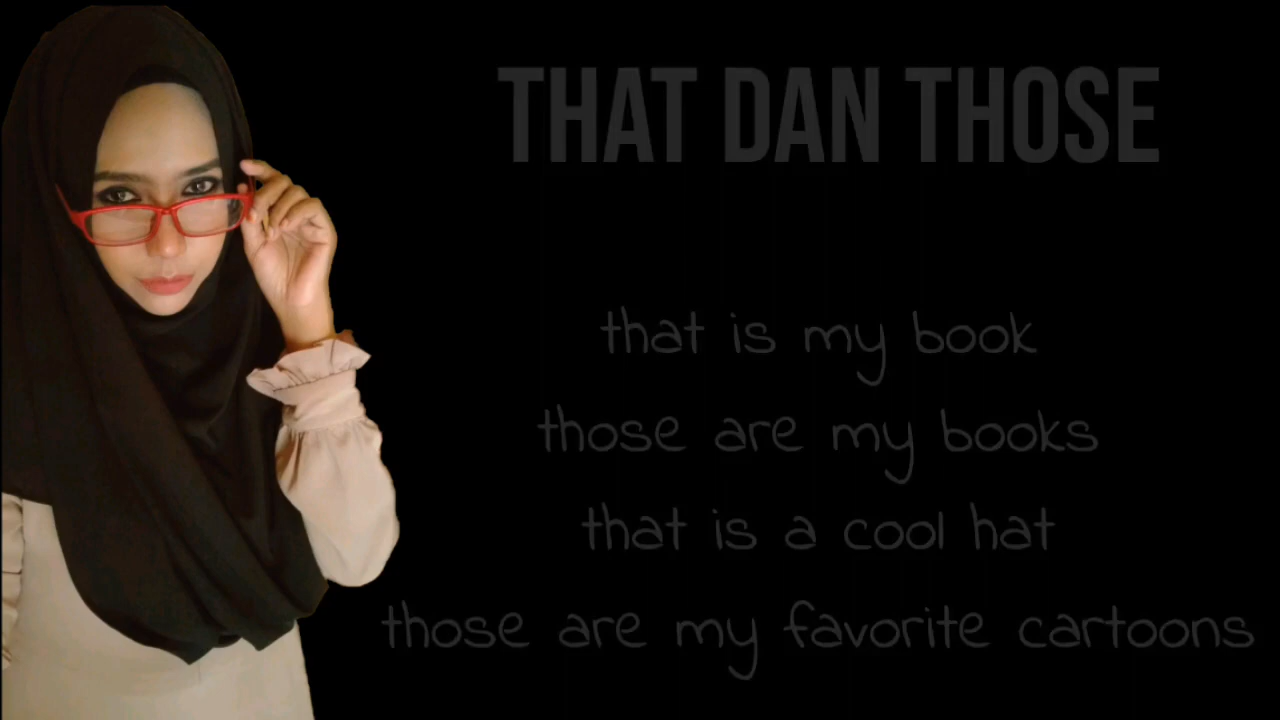 THAT DAN THOSE
that is my book
those are my books
that is a cool hat
those are my favorite cartoons